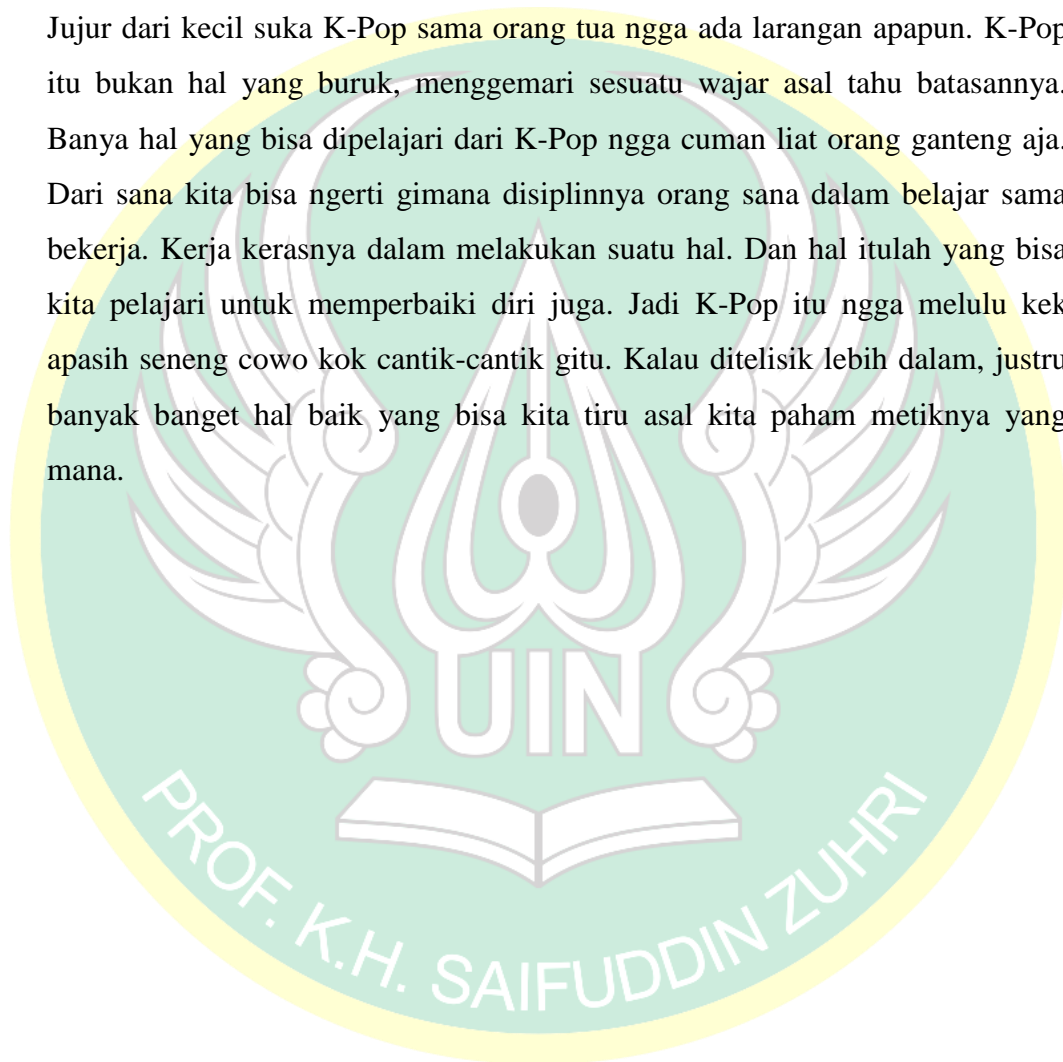 Jujur dari kecil suka K-Pop sama orang tua ngga ada larangan apapun. K-Pop
itu bukan hal yang buruk, menggemari sesuatu wajar asal tahu batasannya.
Banya hal yang bisa dipelajari dari K-Pop ngga cuman liat orang ganteng aja.
Dari sana kita bisa ngerti gimana disiplinnya orang sana dalam belajar sama
bekerja. Kerja kerasnya dalam melakukan suatu hal. Dan hal itulah yang bisa
kita pelajari untuk memperbaiki diri juga. Jadi K-Pop itu ngga melulu kek
apasih seneng cowo kok cantik-cantik gitu. Kalau ditelisik lebih dalam, justru
banyak banget hal baik yang bisa kita tiru asal kita paham metiknya yang
mana.
UIN
PROF. K.H. SAIFUDDIN ZUHRI